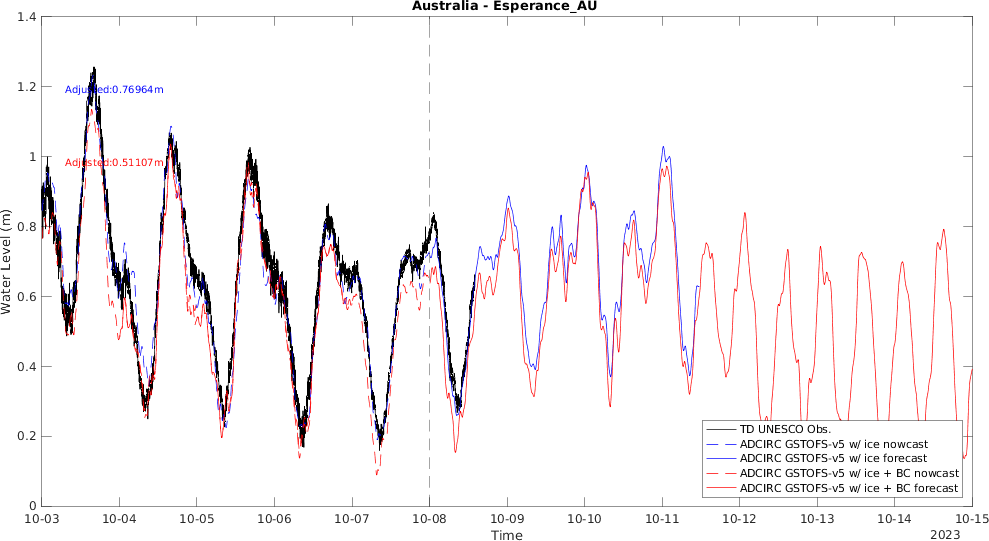 Australia - Esperance_AU
1.4
1.2
1
0.8
0.6
0.4
0.2
0
Water Level (m)
Adjusted:0.76964m
Adjusted:0.51107m
TD UNESCO Obs.
ADCIRC GSTOFS-v5 w/ ice nowcast
ADCIRC GSTOFS-v5 w/ ice forecast
ADCIRC GSTOFS-v5 w/ ice + BC nowcast
ADCIRC GSTOFS-v5 w/ ice + BC forecast
10-03 10-04 10-05 10-06 10-07 10-08 10-09 10-10 10-11 10-12 10-13 10-14 10-15
Time
2023